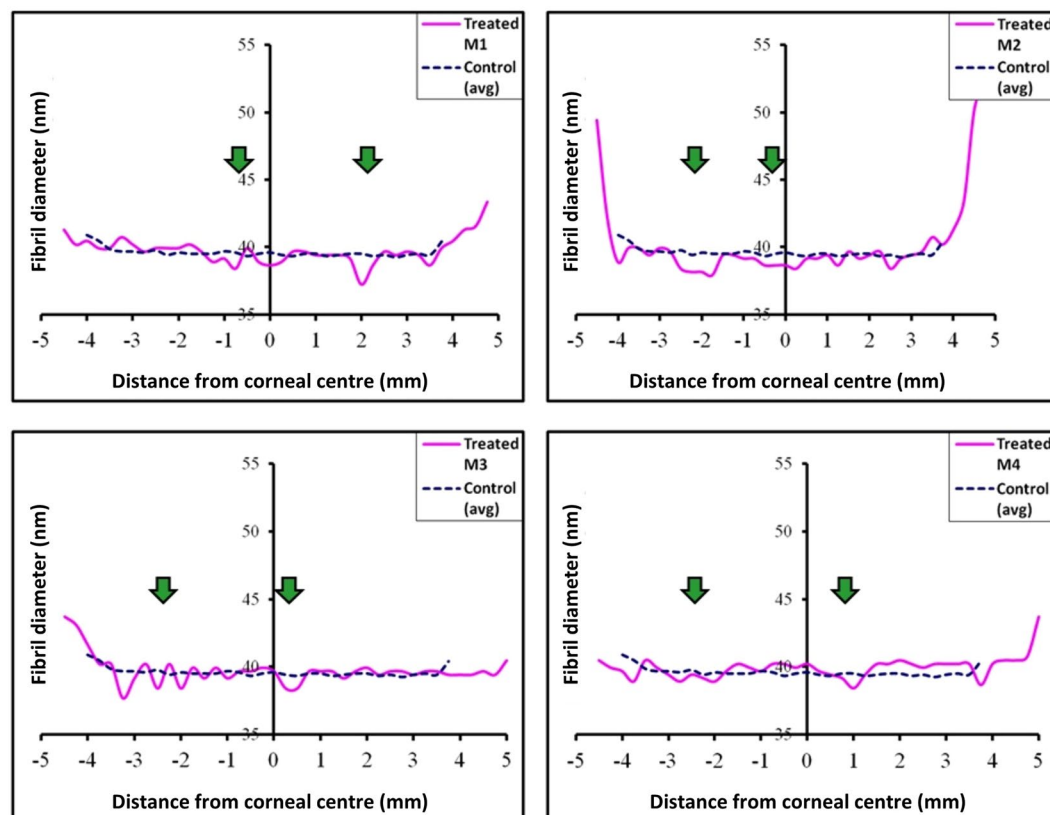 Treated
M1
Control
(avg)
Fibril diameter (nm)
55
50
45
40
35
-5 -4 -3 -2 -1 0 1 2 3 4 5
Distance from corneal centre (mm)
Treated
M2
Control
(avg)
Fibril diameter (nm)
55
50
45
40
35
-5 -4 -3 -2 -1 0 1 2 3 4 5
Distance from corneal centre (mm)
Treated
M3
Control
(avg)
Fibril diameter (nm)
55
50
45
40
35
-5 -4 -3 -2 -1 0 1 2 3 4 5
Distance from corneal centre (mm)
Treated
M4
Control
(avg)
Fibril diameter (nm)
55
50
45
40
35
-5 -4 -3 -2 -1 0 1 2 3 4 5
Distance from corneal centre (mm)